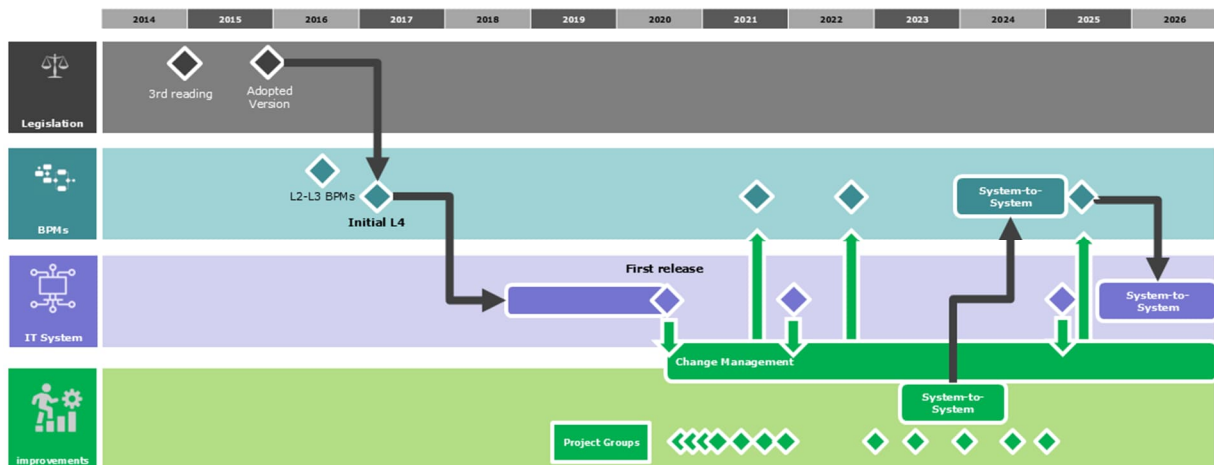 2014 2015 2016 2017 2018 2019 2020 2021 2022 2023 2024 2025 2026
Legislation
3rd reading
Adopted
Version
BPMs
L2-L3 BPMs
Initial L4
System-to-
System
IT System
First release
System-to-
System
Change Management
improvements
System-to-
System
Project Groups